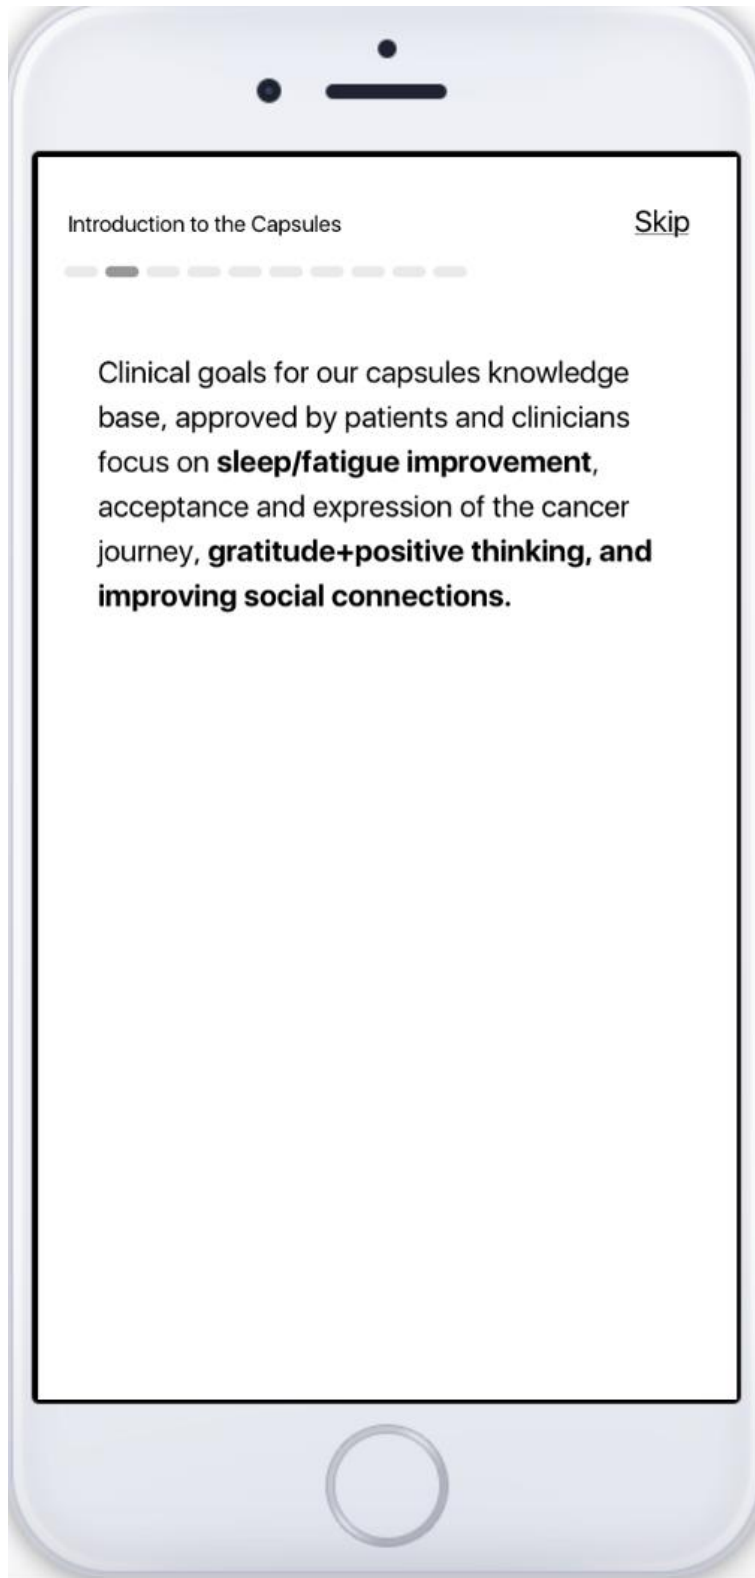 Introduction to the Capsules
Skip
Clinical goals for our capsules knowledge
base, approved by patients and clinicians
focus on sleep/fatigue improvement,
acceptance and expression of the cancer
journey, gratitude+positive thinking, and
improving social connections.